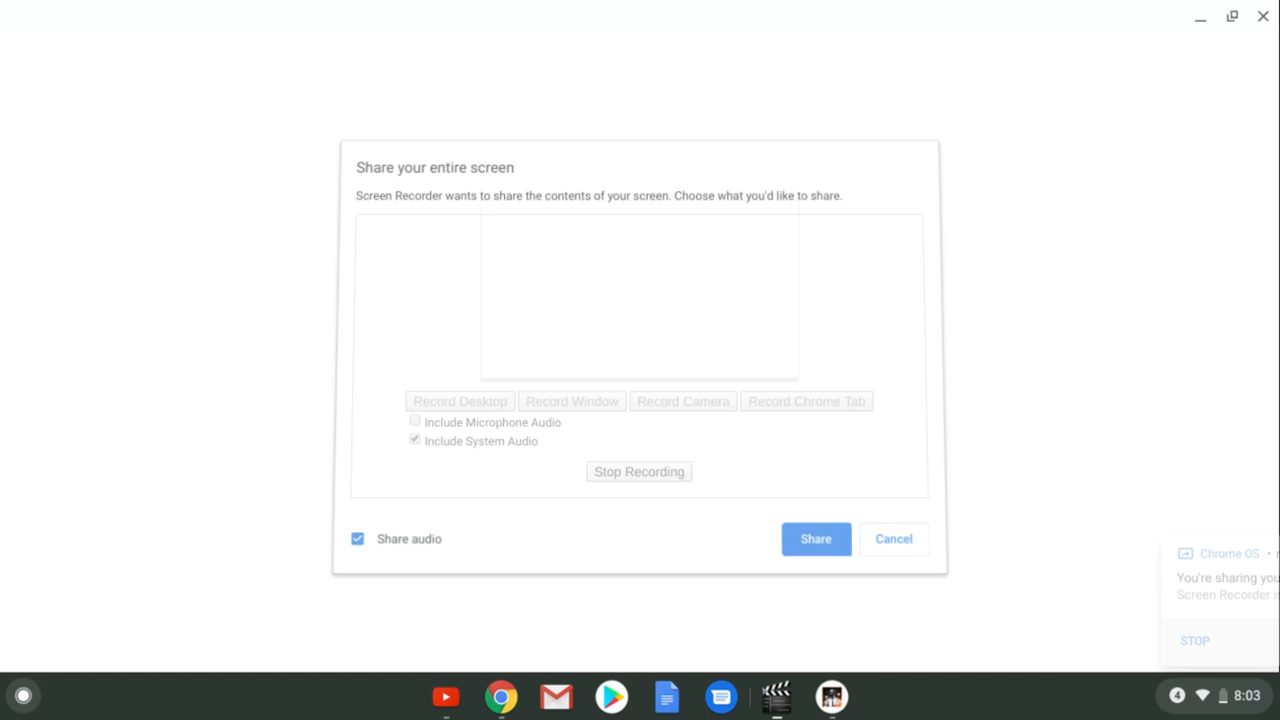 Share your entire screen
Screen Recorder wants to share the contents of your screen. Choose what you'd like to share.
Record Desktop Record Window Record Camera Record Chrome Tab
Include Microphone Audio
Include System Audio
Stop Recording
Share audio Share Cancel
Chrome OS •
You're sharing
Screen Recorder
STOP
4 8:03